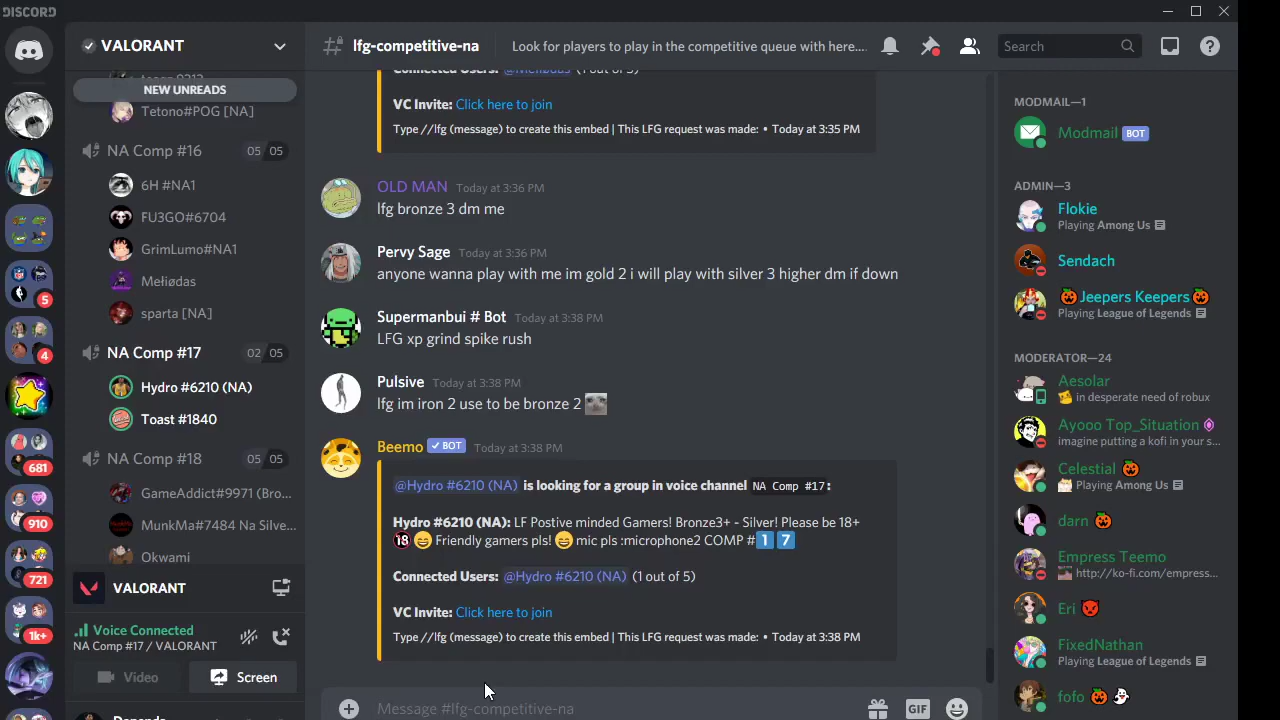 DISCORD
VALORANT
NEW UNREADS
Tetono#POG [NA]
NA Comp #16
05 05
6H #NA1
FU3GO#6704
GrimLumo#NA1
Meliødas
sparta [NA]
NA Comp #17
02 05
Hydro #6210 (NA)
Toast #1840
NA Comp #18
05 05
GameAddict#9971 (Bro...
MunkMa#7484 Na Silve...
Okwami
VALORANT
Voice Connected
NA Comp #17 / VALORANT
Video
Screen
5
4
681
910
721
1k+
lfg-competitive-na
Look for players to play in the competitive queue with here....
Search
VC Invite: Click here to join
Type //lfg (message) to create this embed | This LFG request was made: • Today at 3:35 PM
OLD MAN Today at 3:36 PM
lfg bronze 3 dm me
Pervy Sage Today at 3:36 PM
anyone wanna play with me im gold 2 i will play with silver 3 higher dm if down
Supermanbui # Bot Today at 3:38 PM
LFG xp grind spike rush
Pulsive Today at 3:38 PM
lfg im iron 2 use to be bronze 2
Beemo BOT Today at 3:38 PM
@Hydro #6210 (NA) is looking for a group in voice channel NA Comp #17:
Hydro #6210 (NA): LF Postive minded Gamers! Bronze3+ - Silver! Please be 18+
🔞 😄 Friendly gamers pls! 😄 mic pls :microphone2 COMP # 1 7
Connected Users: @Hydro #6210 (NA) (1 out of 5)
VC Invite: Click here to join
Type //lfg (message) to create this embed | This LFG request was made: • Today at 3:38 PM
Message #lfg-competitive-na
GIF
MODMAIL—1
Modmail BOT
ADMIN—3
Flokie
Playing Among Us
Sendach
🎃Jeepers Keepers🎃
Playing League of Legends
MODERATOR—24
Aesolar
in desperate need of robux
Ayooo Top_Situation
imagine putting a kofi in your s...
Celestial 🎃
Playing Among Us
darn 🎃
Empress Teemo
http://ko-fi.com/empress...
Eri
FixedNathan
Playing League of Legends
fofo 🎃👻